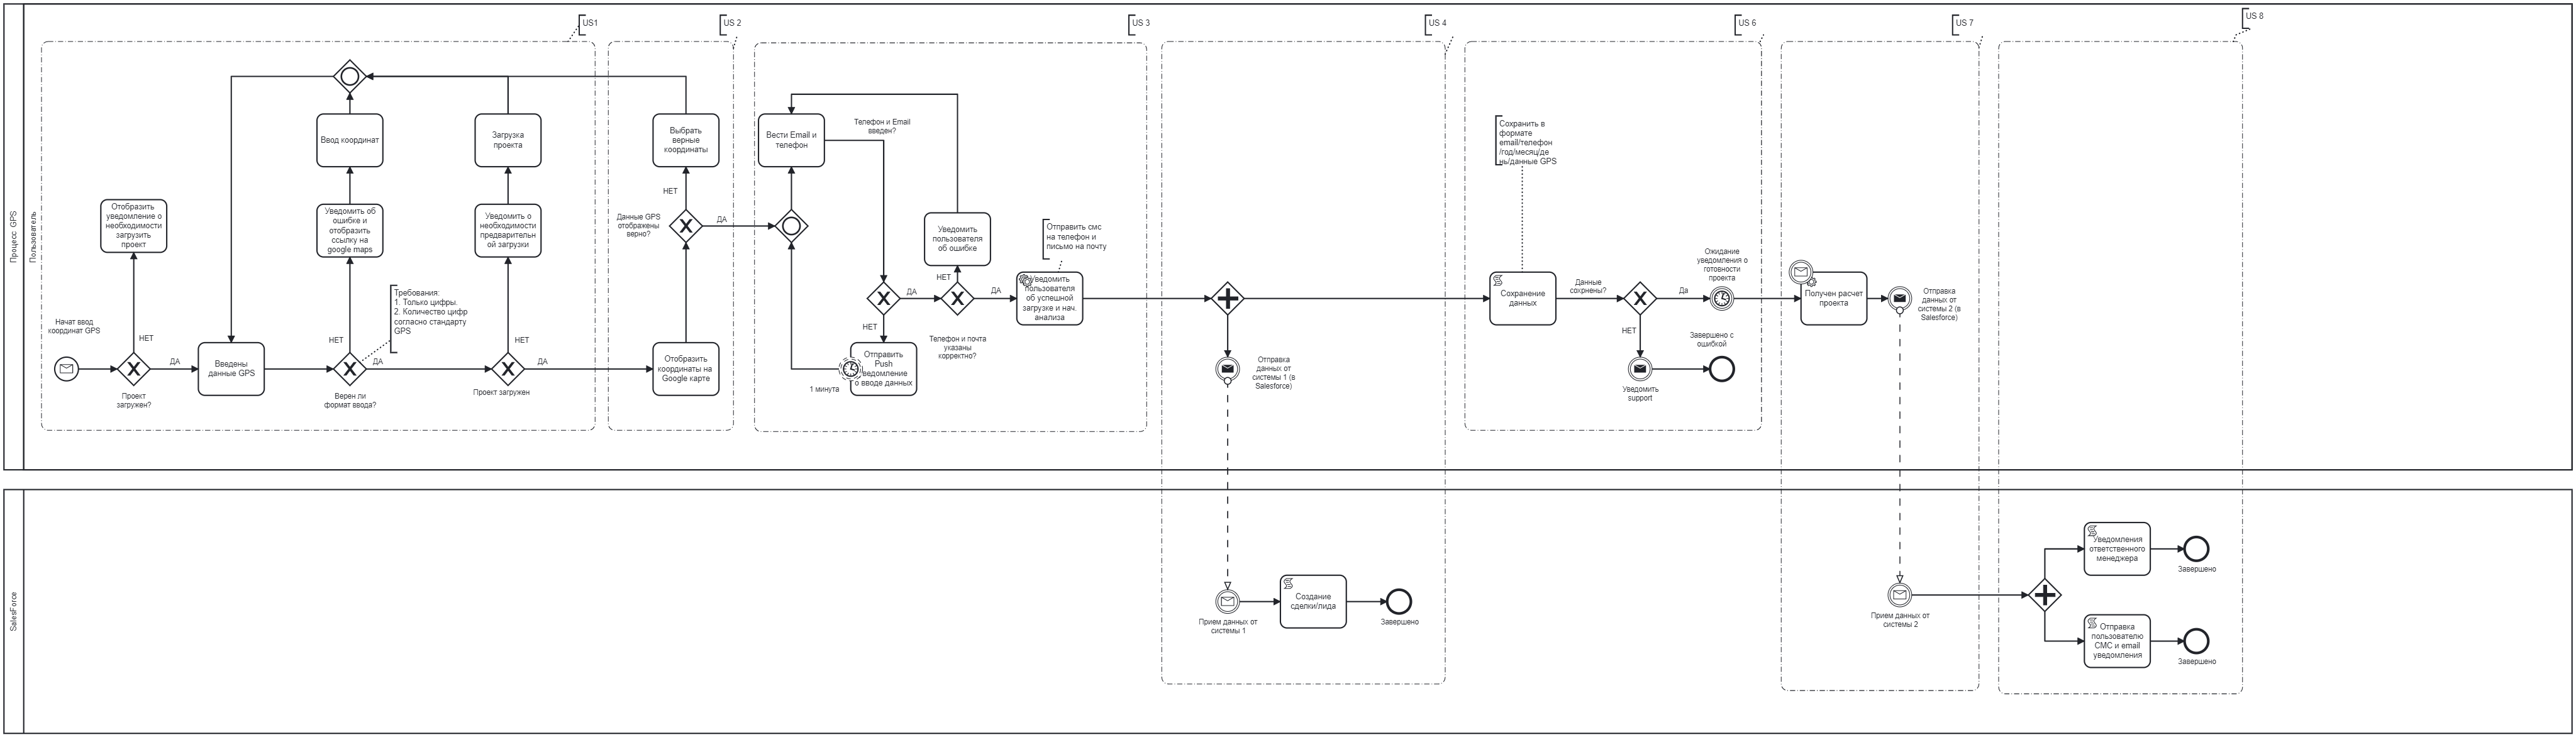 Процесс GPS
Пользователь
US1
Начат ввод
координат GPS
Проект
загружен?
НЕТ
ДА
Отобразить
уведомление о
необходимости
загрузить
проект
Введены
данные GPS
Верен ли
формат ввода?
НЕТ
ДА
Требования:
1. Только цифры.
2. Количество цифр
согласно стандарту
GPS
Уведомить об
ошибке и
отобразить
ссылку на
google maps
Ввод координат
Проект загружен
НЕТ
ДА
Уведомить о
необходимости
предварительн
ой загрузки
Загрузка
проекта
US 2
Отобразить
координаты на
Google карте
Данные GPS
отображены
верно?
НЕТ
ДА
Выбрать
верные
координаты
US 3
Вести Email и
телефон
Телефон и Email
введен?
ДА
НЕТ
Отправить
Push
уведомление
о вводе данных
1 минута
Телефон и почта
указаны
корректно?
НЕТ
ДА
Уведомить
пользователя
об ошибке
Уведомить
пользователя
об успешной
загрузке и нач.
анализа
Отправить смс
на телефон и
письмо на почту
US 4
Отправка
данных от
системы 1 (в
Salesforce)
US 6
Сохранить в
формате
email/телефон
/год/месяц/де
нь/данные GPS
Сохранение
данных
Данные
сохрнены?
Да
НЕТ
Уведомить
support
Завершено с
ошибкой
Ожидание
уведомления о
готовности
проекта
US 7
Получен расчет
проекта
Отправка
данных от
системы 2 (в
Salesforce)
US 8
SalesForce
Прием данных от
системы 1
Создание
сделки/лида
Завершено
Прием данных от
системы 2
Уведомления
ответственного
менеджера
Завершено
Отправка
пользователю
СМС и email
уведомления
Завершено